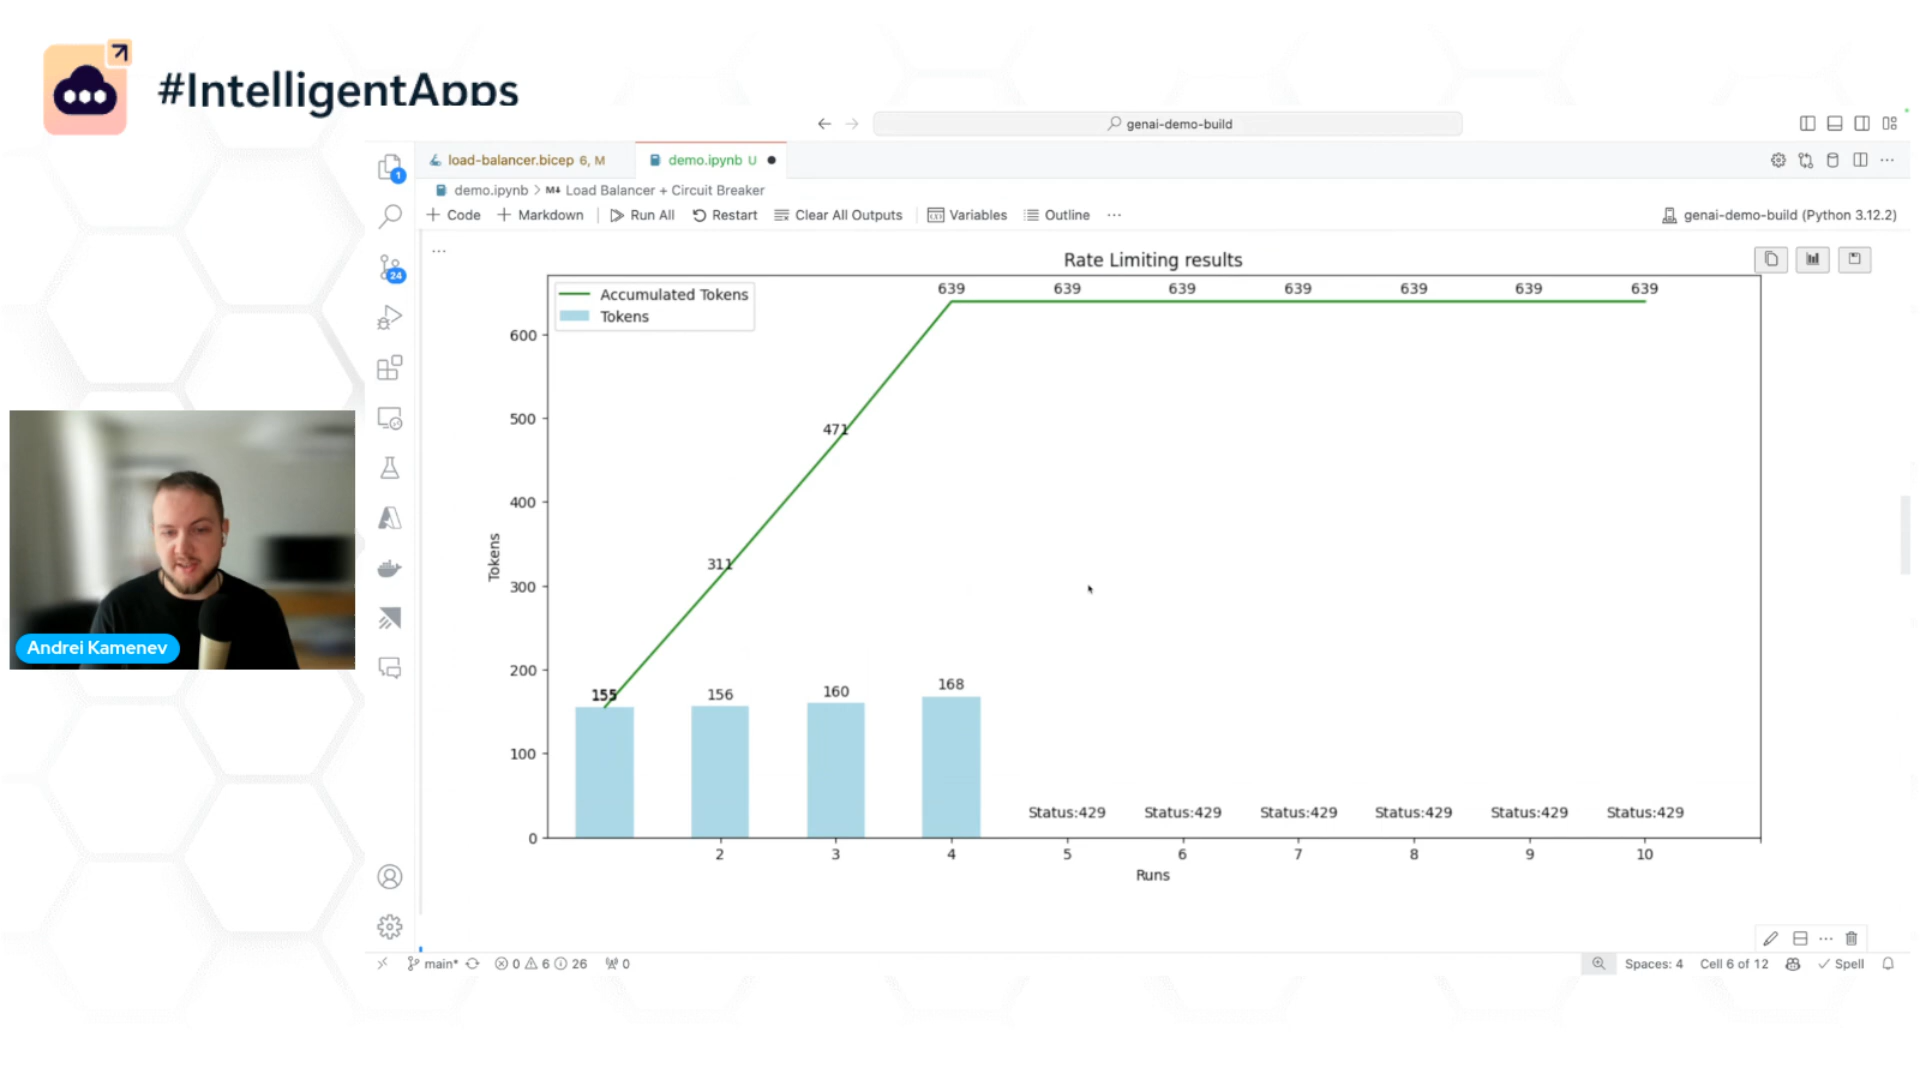 #IntelligentApps
genai-demo-build
load-balancer.bicep 6, M
demo.ipynb U
demo.ipynb > M↓ Load Balancer + Circuit Breaker
+ Code + Markdown Run All Restart Clear All Outputs Variables Outline ...
genai-demo-build (Python 3.12.2)
1
24
Rate Limiting results
Accumulated Tokens
Tokens
639 639 639 639 639 639 639
600
500
471
400
311
300
200
155 156 160 168
100
0
Status:429 Status:429 Status:429 Status:429 Status:429 Status:429
2 3 4 5 6 7 8 9 10
Tokens
Runs
Andrei Kamenev
main* 0 6 26 0
Spaces: 4 Cell 6 of 12 Spell